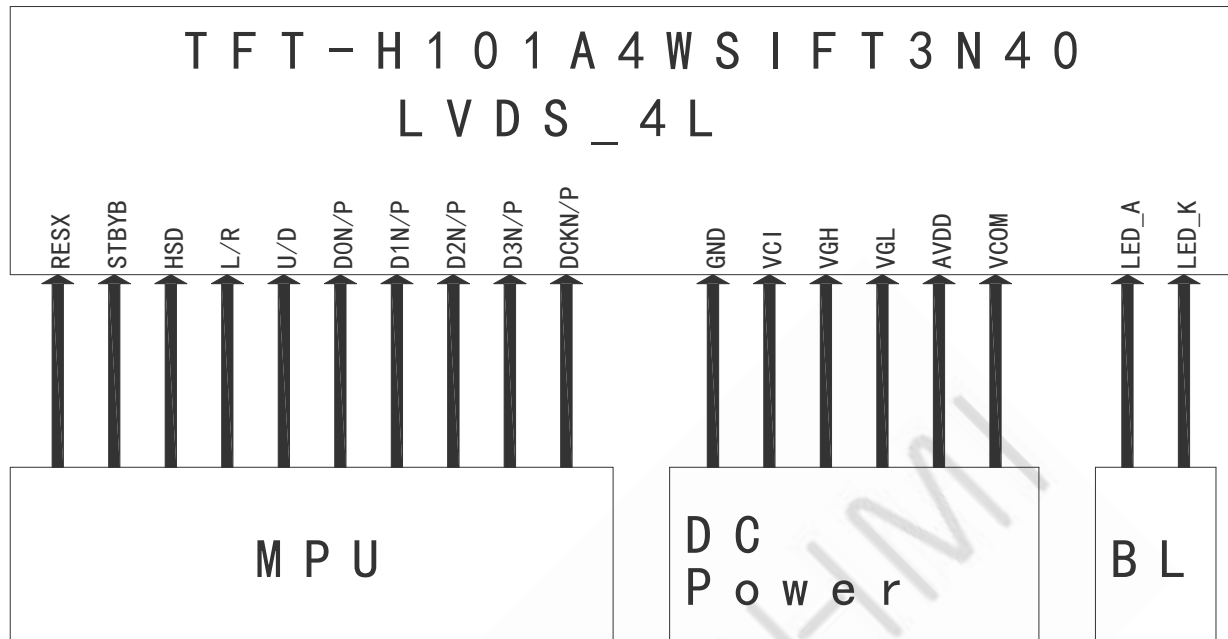 TFT-H101A4WSIFT3N40
LVDS_4L
RESX
STBYB
HSD
L/R
U/D
D0N/P
D1N/P
D2N/P
D3N/P
DCKN/P
GND
VCI
VGH
VGL
AVDD
VCOM
LED_A
LED_K
MPU
DC
Power
BL
HMI